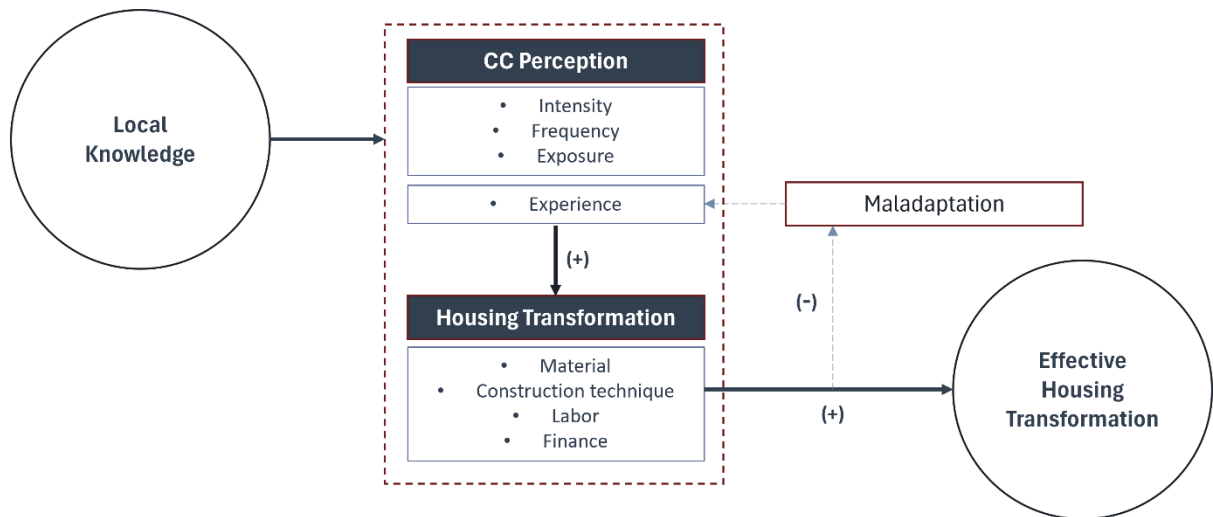 Local
Knowledge
CC Perception
• Intensity
• Frequency
• Exposure
• Experience
(+)
Housing Transformation
• Material
• Construction technique
• Labor
• Finance
Maladaptation
(-)
(+)
Effective
Housing
Transformation